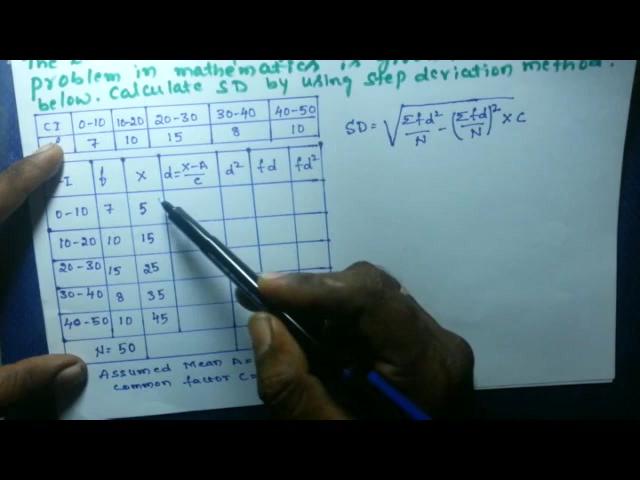 problem in mathematics is
below. Calculate SD by using step deviation method.
CI 0-10 10-20 20-30 30-40 40-50
7 10 15 8 10
SD = √(Σfd²/N - (Σfd/N)²) × C
-I f x d=x-A/c d² fd fd²
0-10 7 5
10-20 10 15
20-30 15 25
30-40 8 35
40-50 10 45
N = 50
Assumed Mean A=
common factor C=